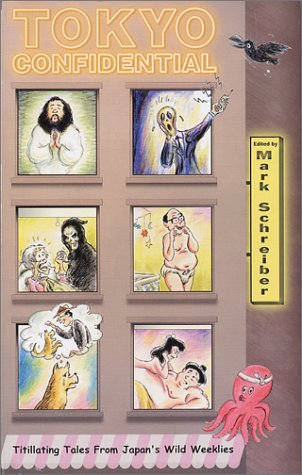 TOKYO
CONFIDENTIAL
Edited by
Mark Schreiber
Titillating Tales From Japan's Wild Weeklies